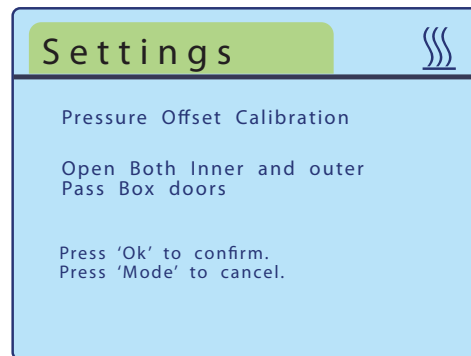 Settings
Pressure Offset Calibration
Open Both Inner and outer
Pass Box doors
Press ‘Ok’ to confirm.
Press ‘Mode’ to cancel.